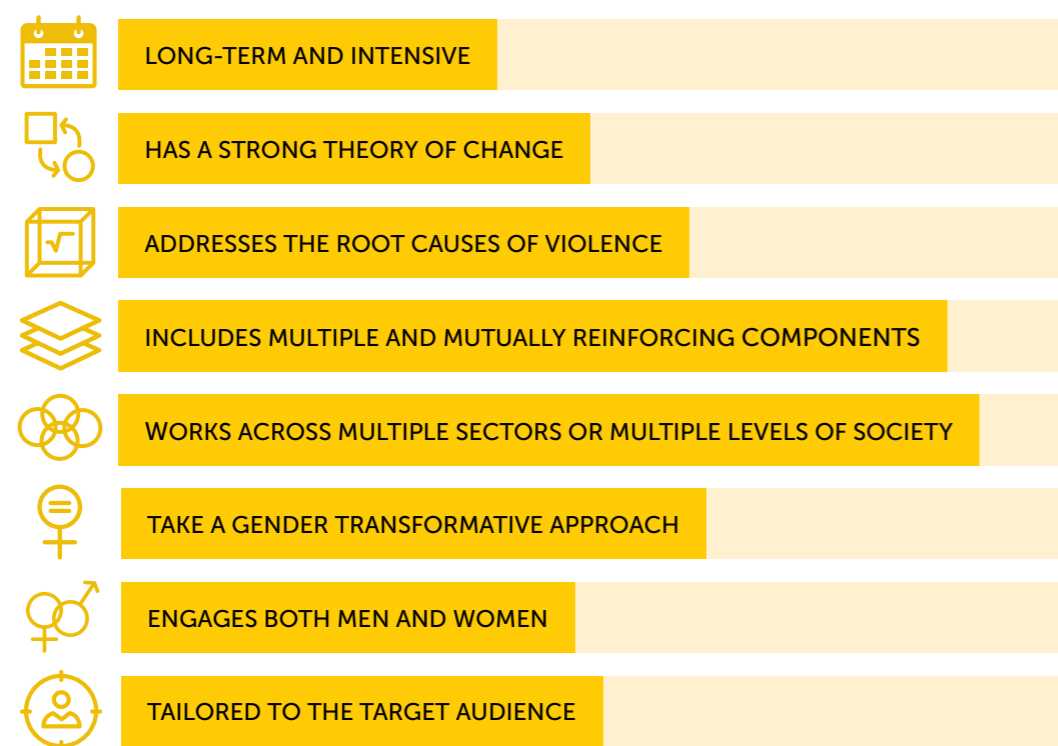 LONG-TERM AND INTENSIVE
HAS A STRONG THEORY OF CHANGE
ADDRESSES THE ROOT CAUSES OF VIOLENCE
INCLUDES MULTIPLE AND MUTUALLY REINFORCING COMPONENTS
WORKS ACROSS MULTIPLE SECTORS OR MULTIPLE LEVELS OF SOCIETY
TAKE A GENDER TRANSFORMATIVE APPROACH
ENGAGES BOTH MEN AND WOMEN
TAILORED TO THE TARGET AUDIENCE